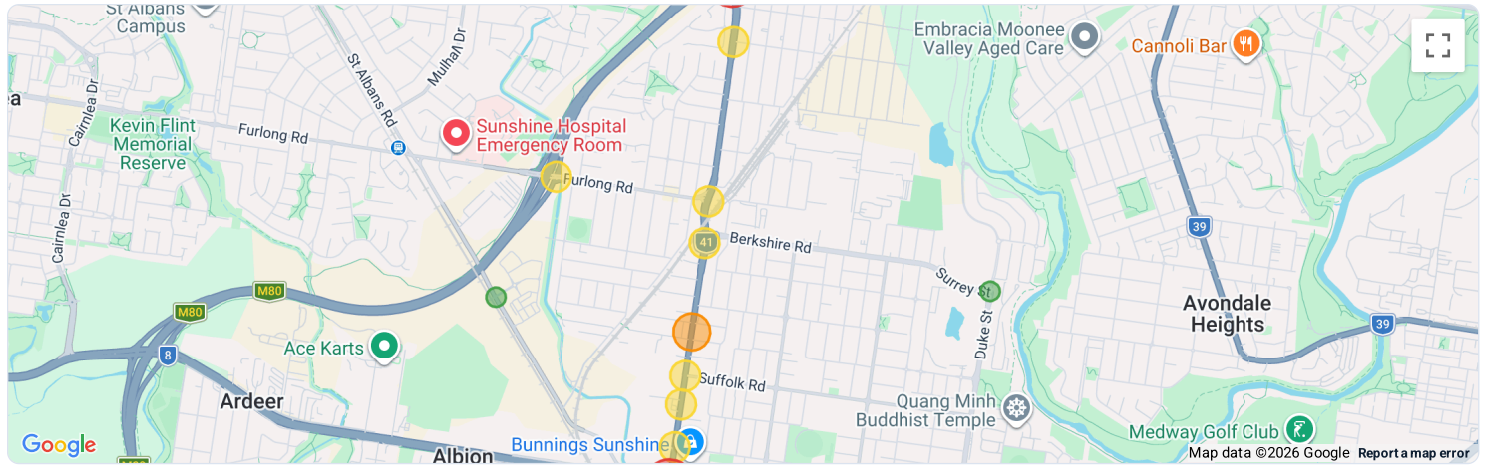 St Albans
Campus
Embracia Moonee
Valley Aged Care
Cannoli Bar
Mulhall Dr
St Albans Rd
ea
Cairnlea Dr
Kevin Flint
Memorial
Reserve
Furlong Rd
Sunshine Hospital
Emergency Room
Furlong Rd
Cairnlea Dr
39
41
Berkshire Rd
Surrey St
M80
M80
Avondale
Heights
39
Duke St
8
Ace Karts
Suffolk Rd
Ardeer
Quang Minh
Buddhist Temple
Google
Bunnings Sunshine
Medway Golf Club
Albion
Map data ©2026 Google
Report a map error